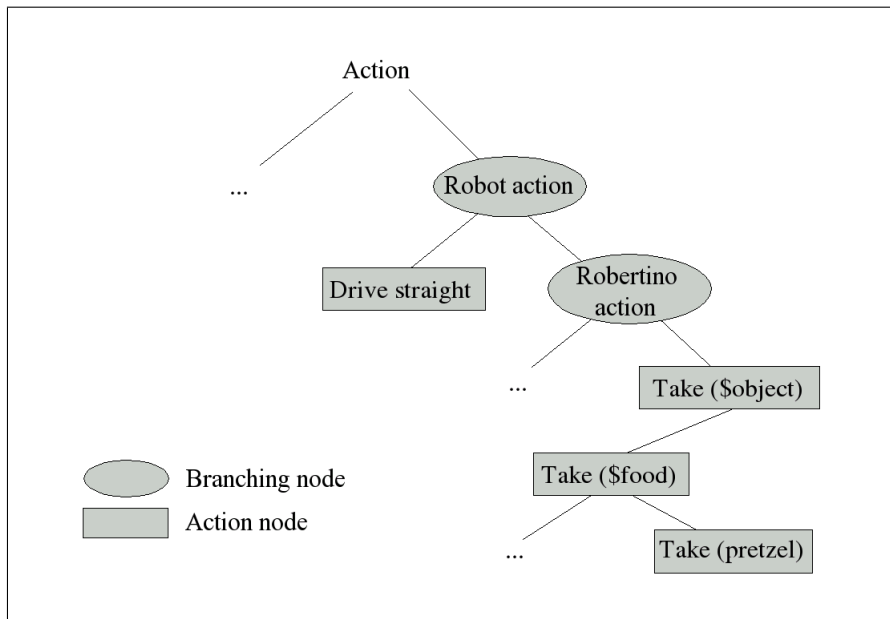 Action
...
Robot action
Drive straight
Robertino
action
...
Take ($object)
Take ($food)
Branching node
Action node
...
Take (pretzel)